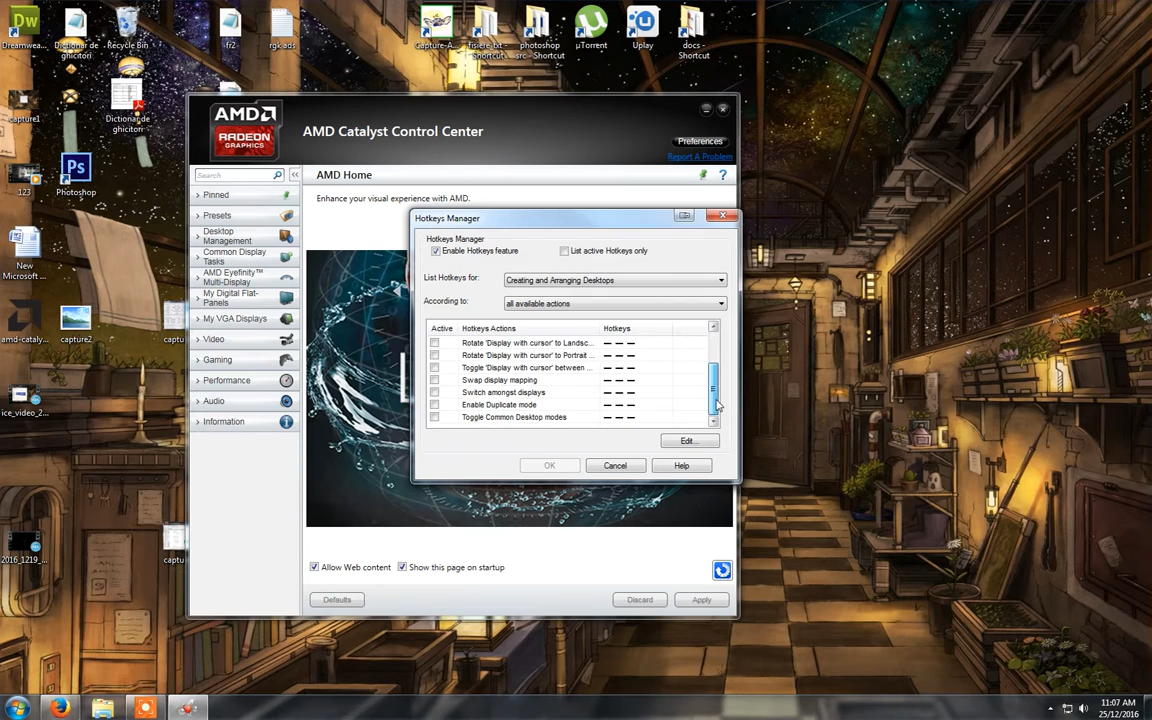 Dreamwea...
Dictionar de
ghicitori
Recycle Bin
fr2
rgk.ads
Capture-A...
fisiere-txt -
Shortcut
photoshop
src - Shortcut
µTorrent
Uplay
docs -
Shortcut
capture1
Dictionar de
ghicitori
123
Photoshop
New
Microsoft ...
amd-cataly...
capture2
captu
ice_video_2...
2016_1219_...
captu
AMD
RADEON
GRAPHICS
AMD Catalyst Control Center
Preferences
Report A Problem
Search
AMD Home
Pinned
Presets
Desktop
Management
Common Display
Tasks
AMD Eyefinity™
Multi-Display
My Digital Flat-
Panels
My VGA Displays
Video
Gaming
Performance
Audio
Information
Enhance your visual experience with AMD.
Hotkeys Manager
Hotkeys Manager
Enable Hotkeys feature
List active Hotkeys only
List Hotkeys for:
Creating and Arranging Desktops
According to:
all available actions
Active Hotkeys Actions Hotkeys
Rotate 'Display with cursor' to Landsc...
Rotate 'Display with cursor' to Portrait ...
Toggle 'Display with cursor' between ...
Swap display mapping
Switch amongst displays
Enable Duplicate mode
Toggle Common Desktop modes
Edit...
OK Cancel Help
Allow Web content
Show this page on startup
Defaults Discard Apply
11:07 AM
25/12/2016